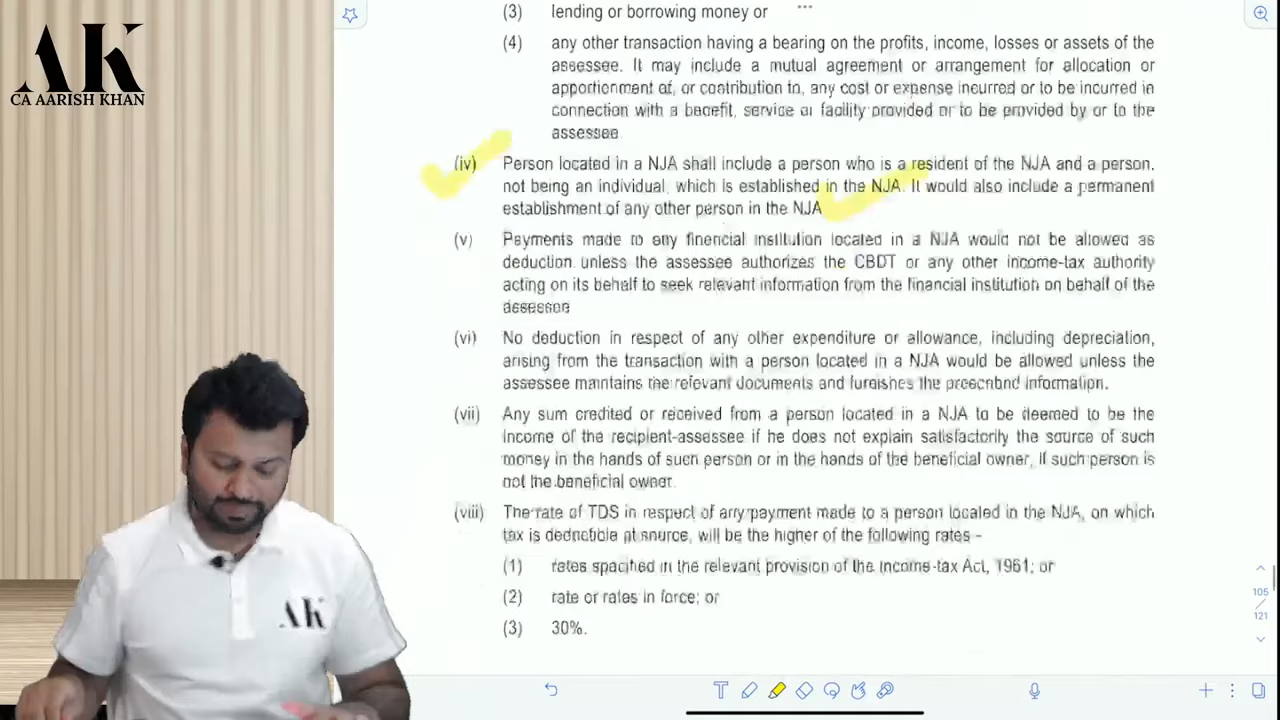 AK
CA AARISH KHAN
(3) lending or borrowing money or
(4) any other transaction having a bearing on the profits, income, losses or assets of the
assessee. It may include a mutual agreement or arrangement for allocation or
apportionment of, or contribution to, any cost or expense incurred or to be incurred in
connection with a benefit, service or facility provided or to be provided by or to the
assessee
(iv) Person located in a NJA shall include a person who is a resident of the NJA and a person,
not being an individual, which is established in the NJA. It would also include a permanent
establishment of any other person in the NJA
(v) Payments made to any financial institution located in a NJA would not be allowed as
deduction unless the assessee authorizes the CBDT or any other income-tax authority
acting on its behalf to seek relevant information from the financial institution on behalf of the
assessee
(vi) No deduction in respect of any other expenditure or allowance, including depreciation,
arising from the transaction with a person located in a NJA would be allowed unless the
assessee maintains the relevant documents and furnishes the prescribed information.
(vii) Any sum credited or received from a person located in a NJA to be deemed to be the
income of the recipient-assessee if he does not explain satisfactorily the source of such
money in the hands of such person or in the hands of the beneficial owner, if such person is
not the beneficial owner.
(viii) The rate of TDS in respect of any payment made to a person located in the NJA, on which
tax is deductible at source, will be the higher of the following rates –
(1) rates specified in the relevant provision of the Income-tax Act, 1961; or
(2) rate or rates in force; or
(3) 30%.
AK
105
121